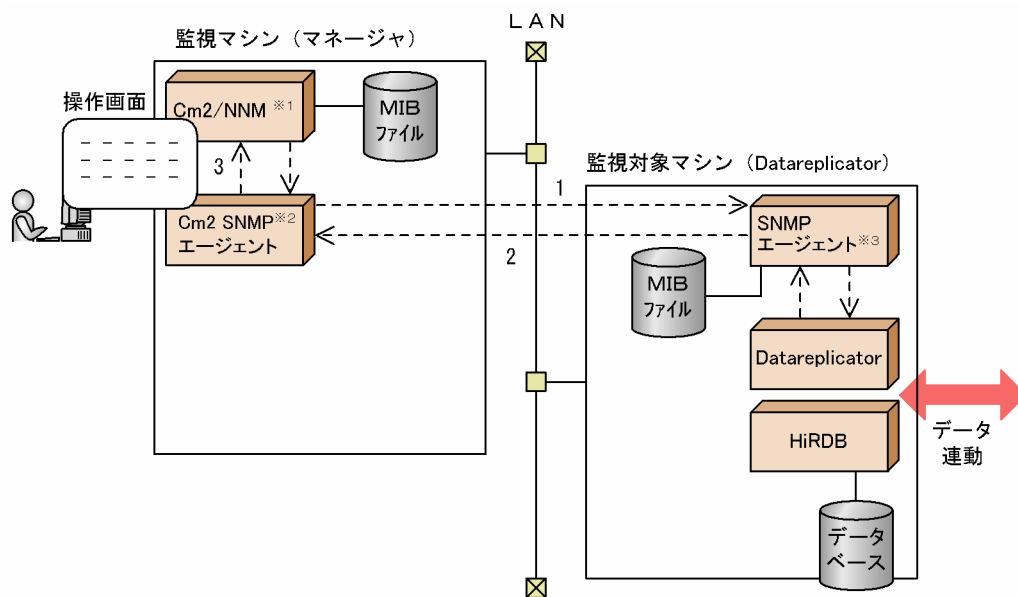 ＬＡＮ
監視マシン（マネージャ）
操作画面
Cm2/NNM ※1
MIB
ファイル
3
Cm2 SNMP※2
エージェント
1
2
監視対象マシン（Datareplicator）
SNMP
エージェント※3
MIB
ファイル
Datareplicator
HiRDB
データ
連動
データ
ベース